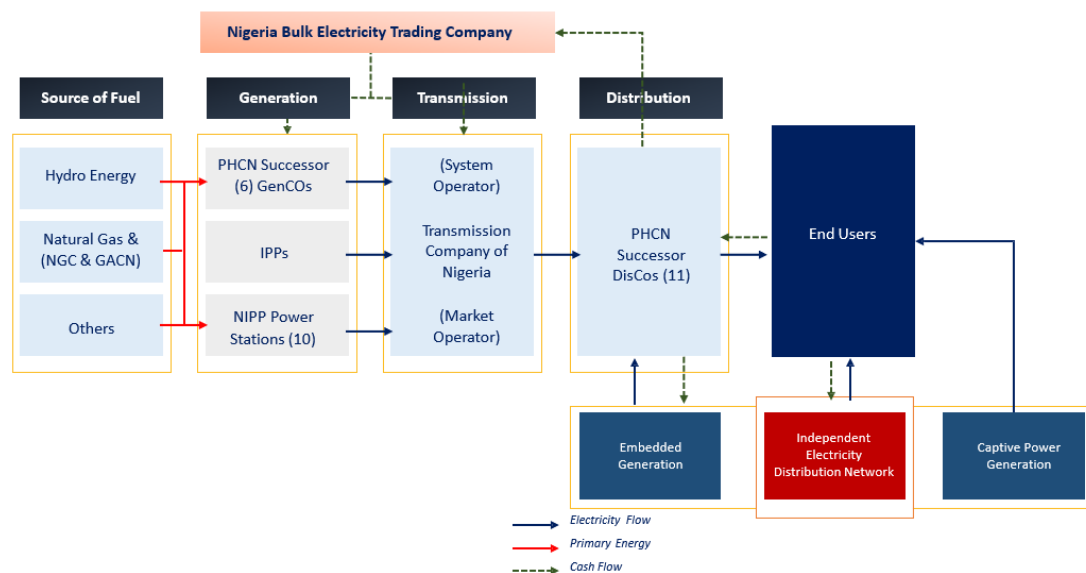 Nigeria Bulk Electricity Trading Company
Source of Fuel
Generation
Transmission
Distribution
Hydro Energy
Natural Gas &
(NGC & GACN)
Others
PHCN Successor
(6) GenCOs
IPPs
NIPP Power
Stations (10)
(System
Operator)
Transmission
Company of
Nigeria
(Market
Operator)
PHCN
Successor
DisCos (11)
End Users
Embedded
Generation
Independent
Electricity
Distribution Network
Captive Power
Generation
Electricity Flow
Primary Energy
Cash Flow